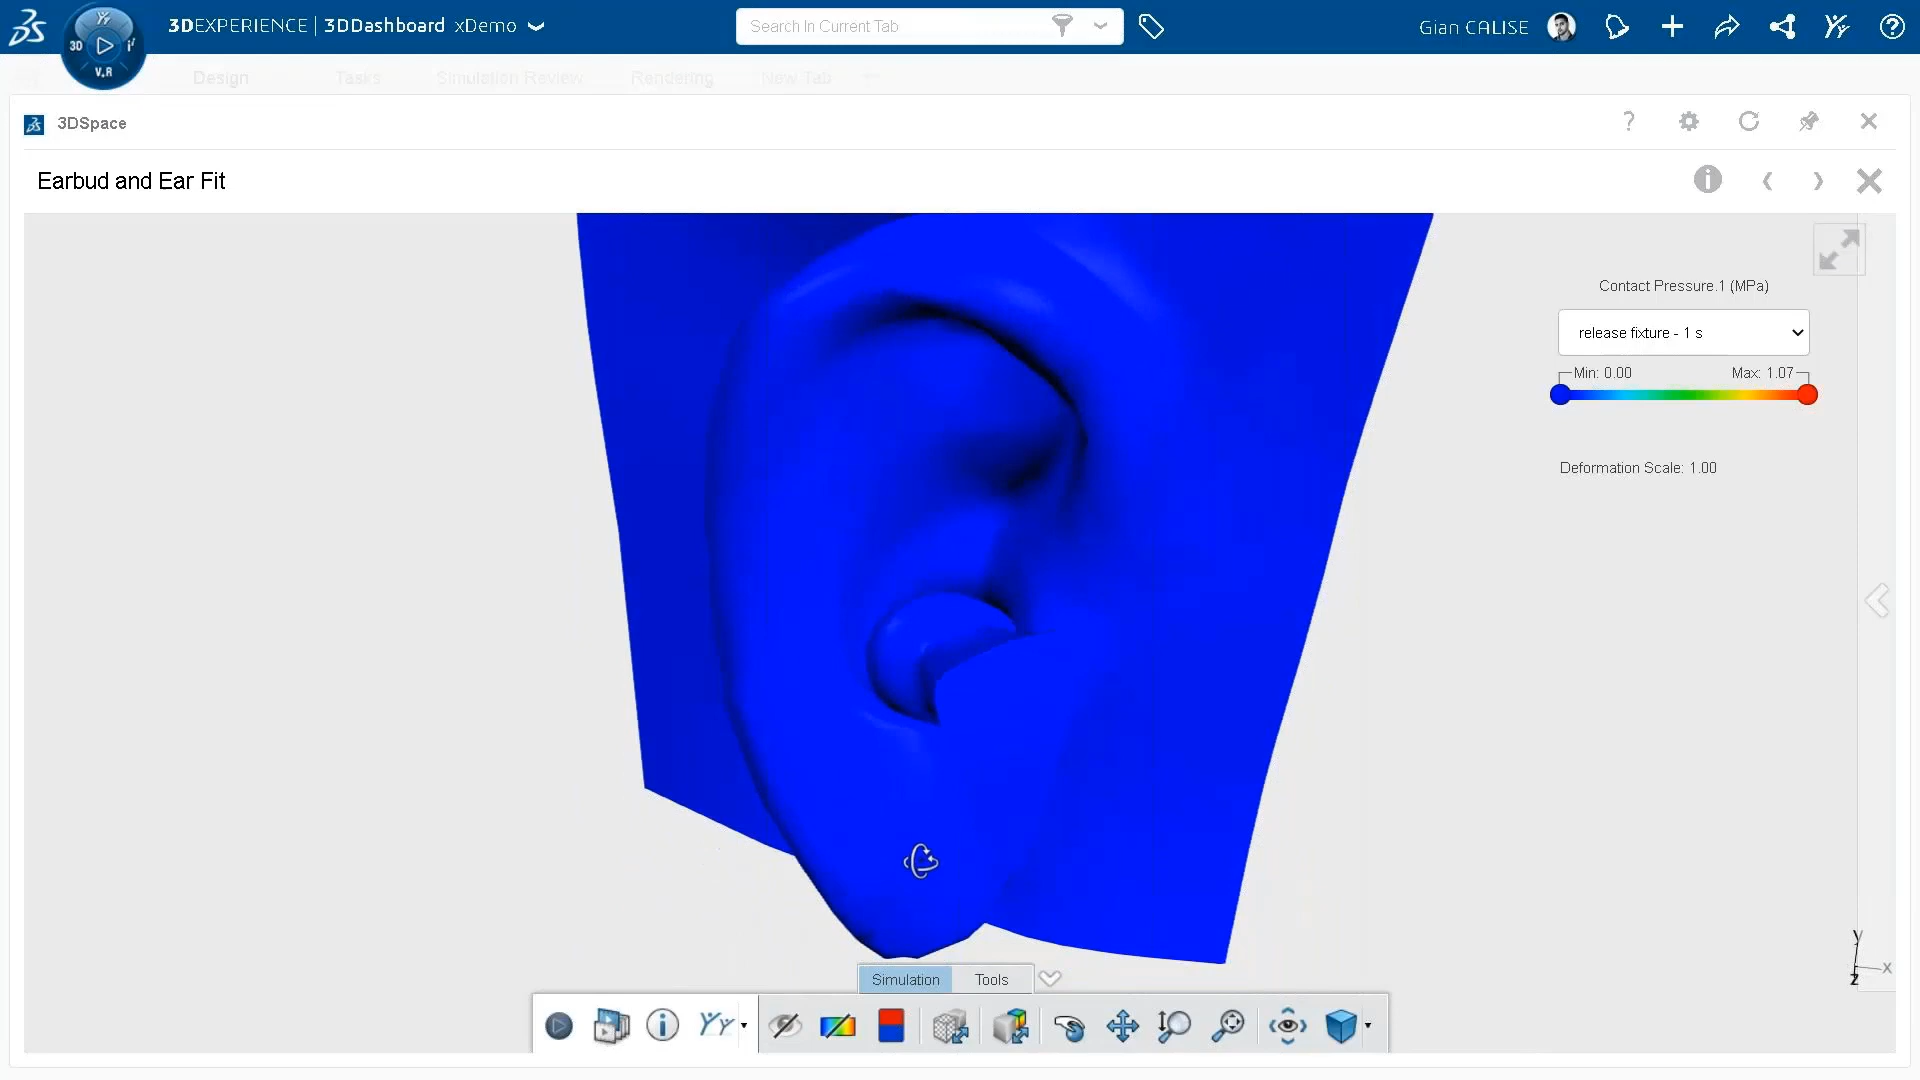 3DEXPERIENCE | 3DDashboard xDemo
Search In Current Tab
Gian CALISE
3D
V.R
Design
Tasks
Simulation Review
Rendering
New Tab
3DSpace
Earbud and Ear Fit
Contact Pressure.1 (MPa)
release fixture - 1 s
Min: 0.00
Max: 1.07
Deformation Scale: 1.00
y
x
z
Simulation
Tools